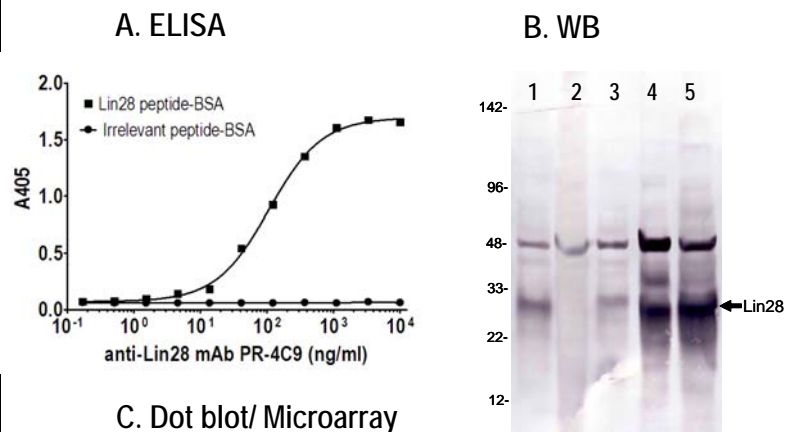 A. ELISA
2.0
1.5
1.0
0.5
0.0
A405
Lin28 peptide-BSA
Irrelevant peptide-BSA
10-1 100 101 102 103 104
anti-Lin28 mAb PR-4C9 (ng/ml)
B. WB
1 2 3 4 5
142-
96-
48-
33-
22-
12-
Lin28
C. Dot blot/ Microarray